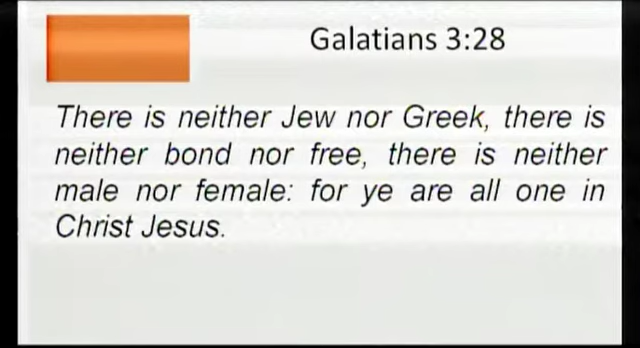 Galatians 3:28
There is neither Jew nor Greek, there is
neither bond nor free, there is neither
male nor female: for ye are all one in
Christ Jesus.